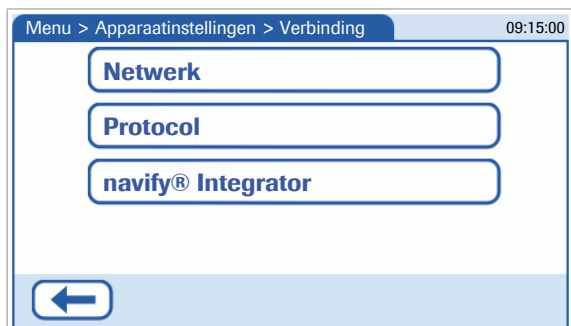 Menu > Apparaatinstellingen > Verbinding 09:15:00
Netwerk
Protocol
navify® Integrator